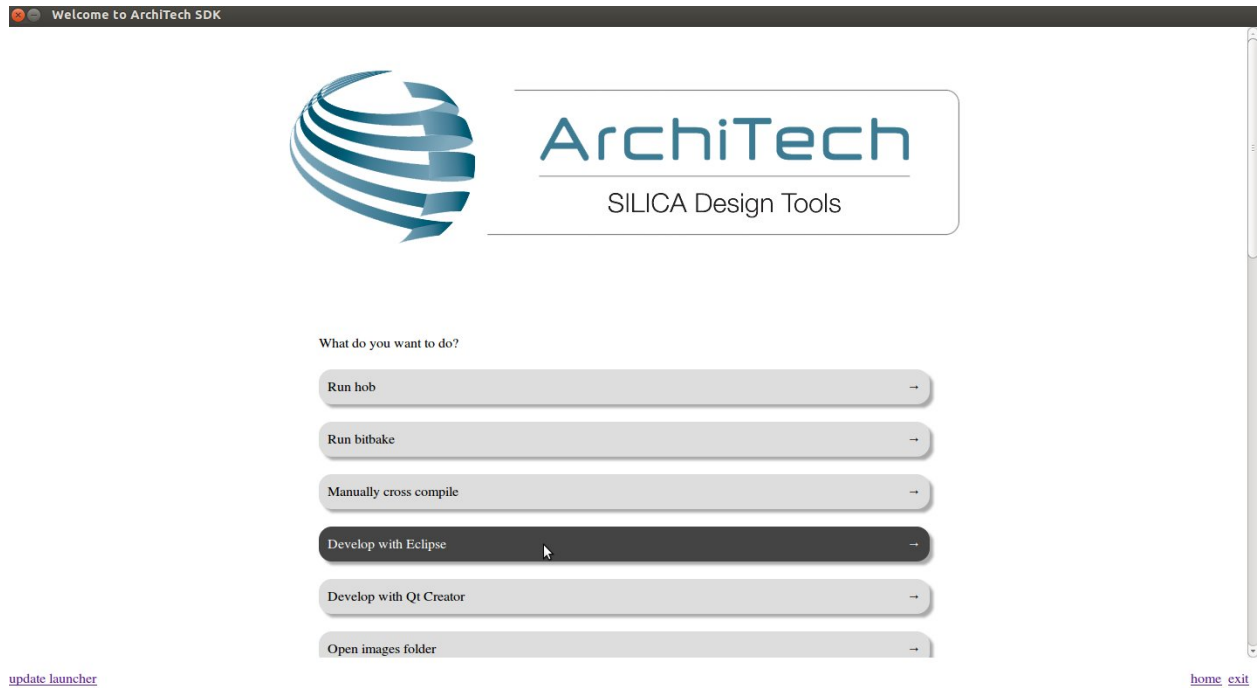 Welcome to ArchiTech SDK
ArchiTech
SILICA Design Tools
What do you want to do?
Run hob →
Run bitbake →
Manually cross compile →
Develop with Eclipse →
Develop with Qt Creator →
Open images folder →
update launcher home exit